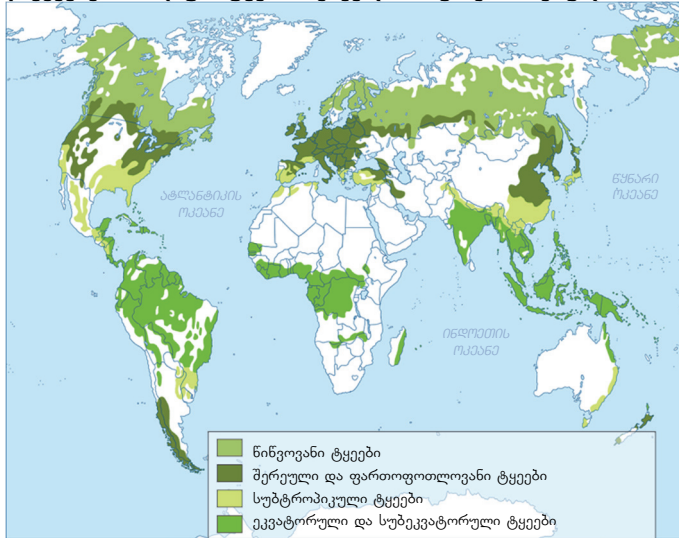 ატლანტიკის
ოკეანე
წყნარი
ოკეანე
ინდოეთის
ოკეანე
წიწვოვანი ტყეები
შერეული და ფართოფოთლოვანი ტყეები
სუბტროპიკული ტყეები
ეკვატორული და სუბეკვატორული ტყეები